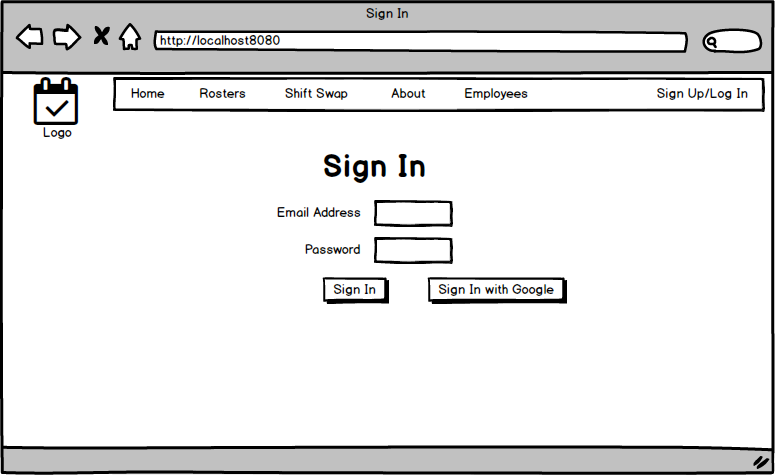 Sign In
http://localhost8080
Home Rosters Shift Swap About Employees Sign Up/Log In
Logo
Sign In
Email Address
Password
Sign In Sign In with Google